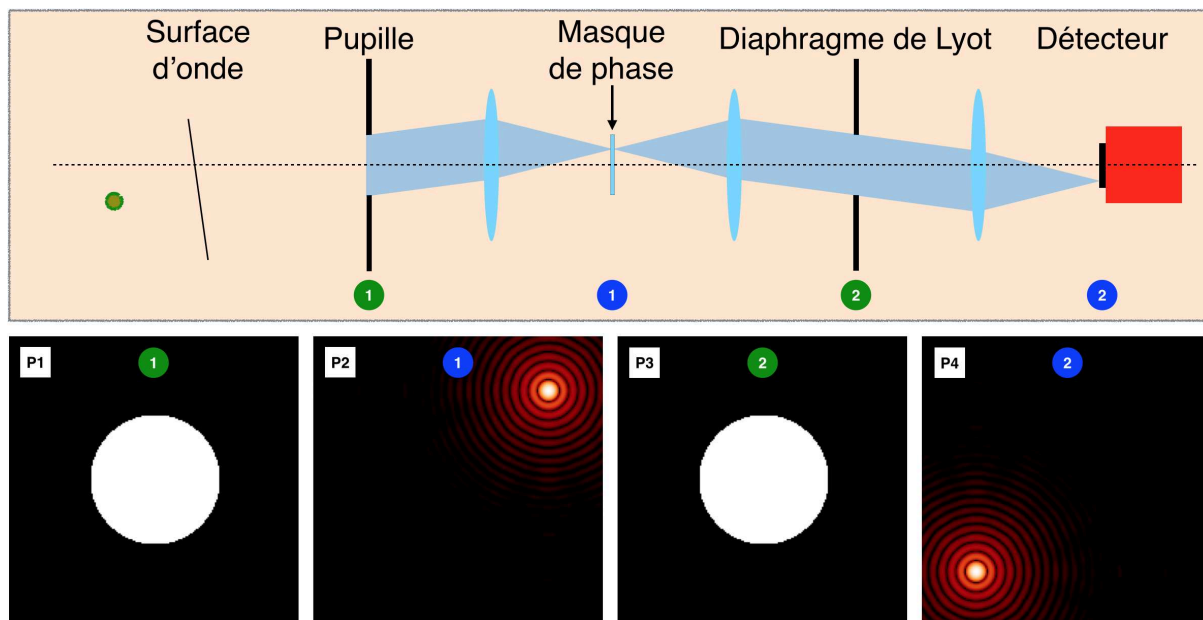 Surface
d'onde
Pupille
Masque
de phase
Diaphragme de Lyot
Détecteur
1
1
2
2
P1
1
P2
1
P3
2
P4
2